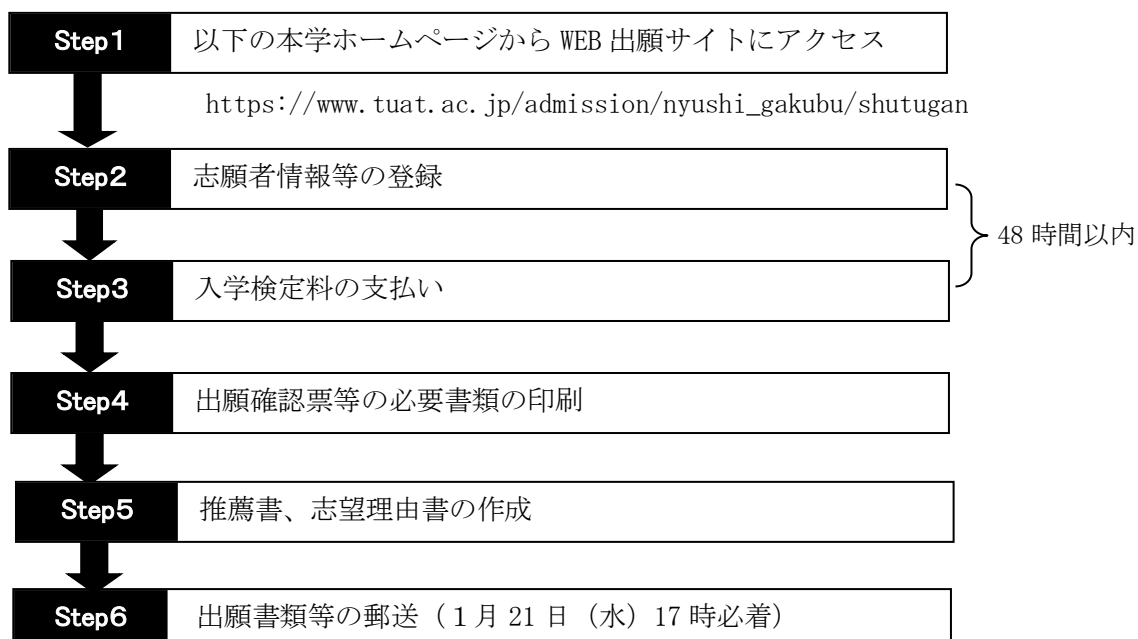 Step1 以下の本学ホームページから WEB 出願サイトにアクセス
https://www.tuat.ac.jp/admission/nyushi_gakubu/shutugan
Step2 志願者情報等の登録
48 時間以内
Step3 入学検定料の支払い
Step4 出願確認票等の必要書類の印刷
Step5 推薦書、志望理由書の作成
Step6 出願書類等の郵送（１月 21 日（水）17 時必着）